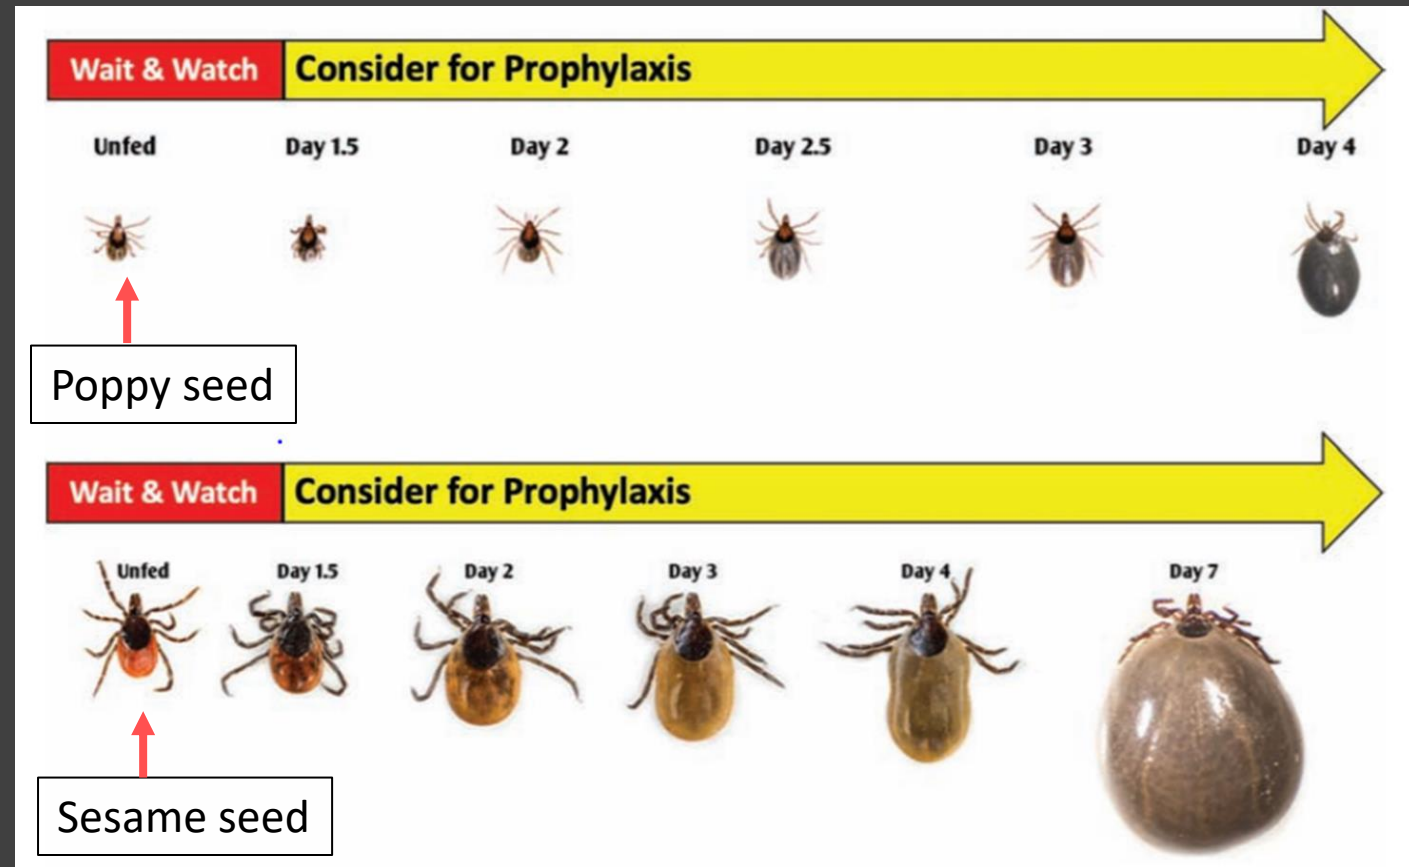 Wait & Watch Consider for Prophylaxis
Unfed Day 1.5 Day 2 Day 2.5 Day 3 Day 4
Poppy seed
Wait & Watch Consider for Prophylaxis
Unfed Day 1.5 Day 2 Day 3 Day 4 Day 7
Sesame seed